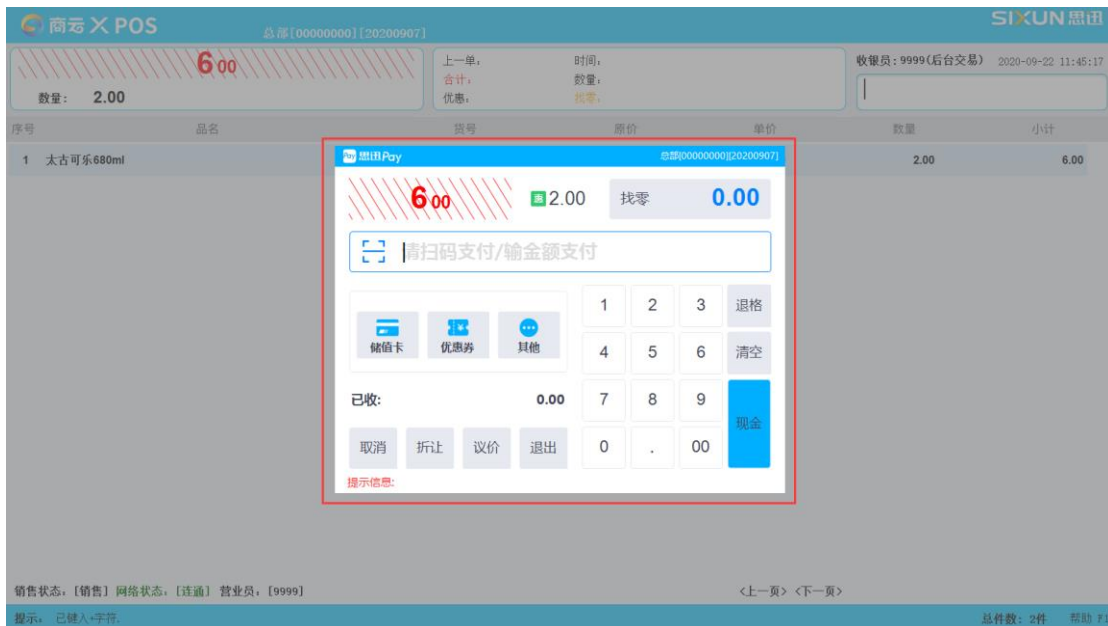 商云 X POS
总部[00000000][20200907]
SIXUN思迅
6.00
数量: 2.00
上一单: 时间:
合计: 数量:
优惠: 找零:
收银员:9999(后台交易) 2020-09-22 11:45:17
序号 品名 货号 原价 单价 数量 小计
1 太古可乐680ml 2.00 6.00
Pay 思迅Pay 总部[00000000][20200907]
6.00 惠2.00 找零 0.00
请扫码支付/输金额支付
1 2 3 退格
储值卡 优惠券 其他
4 5 6 清空
已收: 0.00
7 8 9 现金
取消 折让 议价 退出
0 . 00
提示信息:
销售状态:[销售] 网络状态:[连通] 营业员:[9999] <上一页> <下一页>
提示: 已键入+字符. 总件数: 2件 帮助